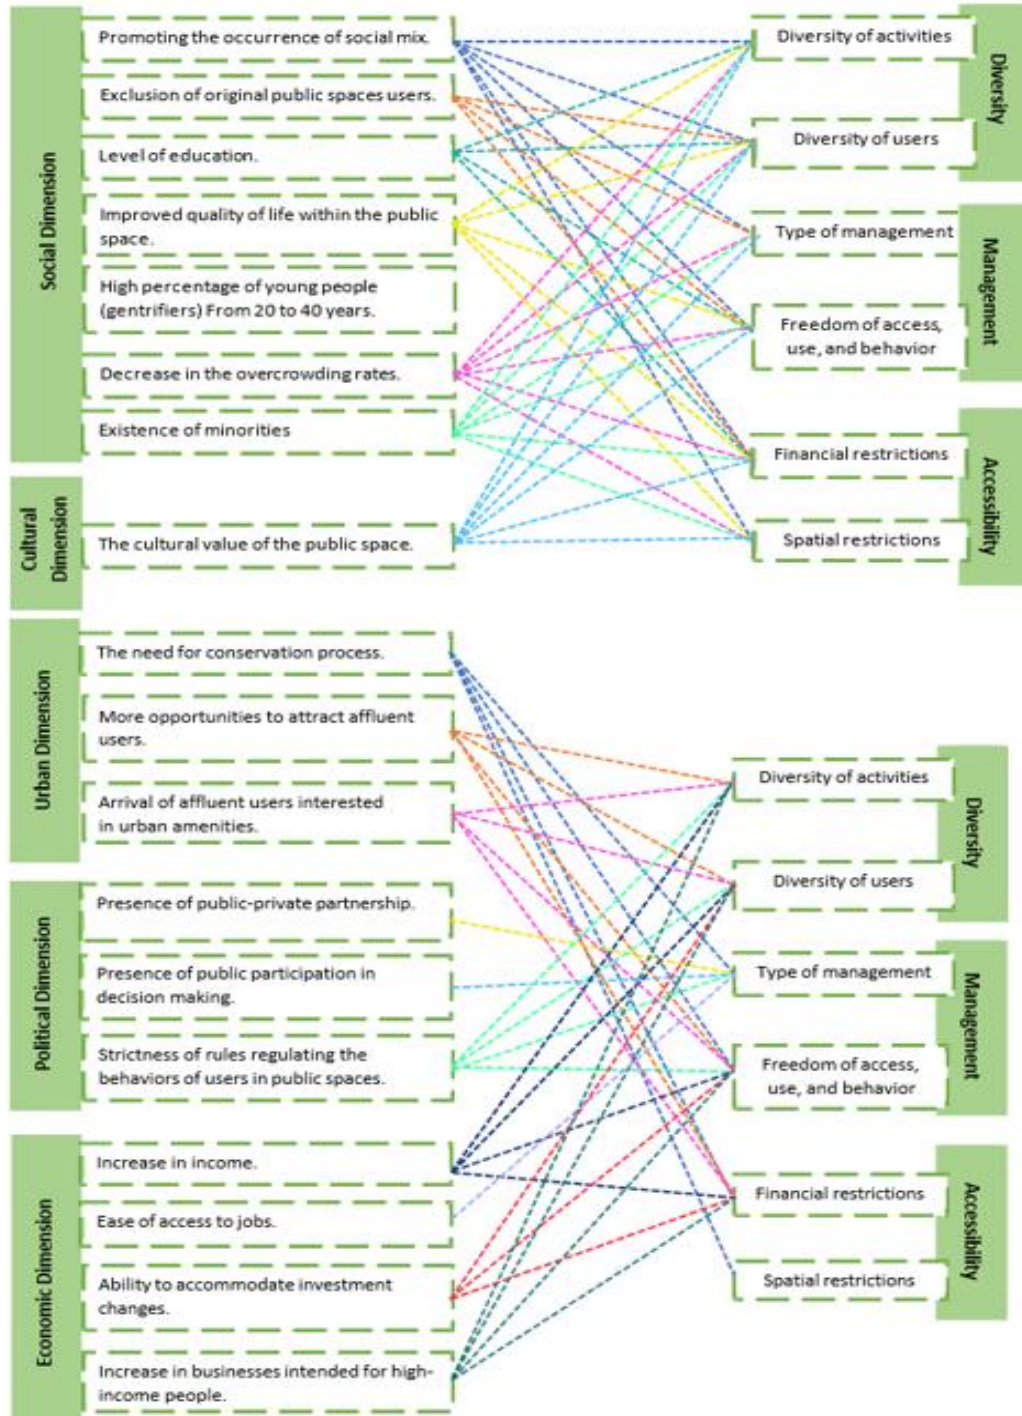 Social Dimension
Promoting the occurrence of social mix.
Exclusion of original public spaces users.
Level of education.
Improved quality of life within the public
space.
High percentage of young people
(gentrifiers) From 20 to 40 years.
Decrease in the overcrowding rates.
Existence of minorities
Cultural
Dimension
The cultural value of the public space.
Diversity of activities
Diversity of users
Diversity
Type of management
Freedom of access,
use, and behavior
Management
Financial restrictions
Spatial restrictions
Accessibility
Urban Dimension
The need for conservation process.
More opportunities to attract affluent
users.
Arrival of affluent users interested
in urban amenities.
Political Dimension
Presence of public-private partnership.
Presence of public participation in
decision making.
Strictness of rules regulating the
behaviors of users in public spaces.
Economic Dimension
Increase in income.
Ease of access to jobs.
Ability to accommodate investment
changes.
Increase in businesses intended for high-
income people.
Diversity of activities
Diversity of users
Diversity
Type of management
Freedom of access,
use, and behavior
Management
Financial restrictions
Spatial restrictions
Accessibility